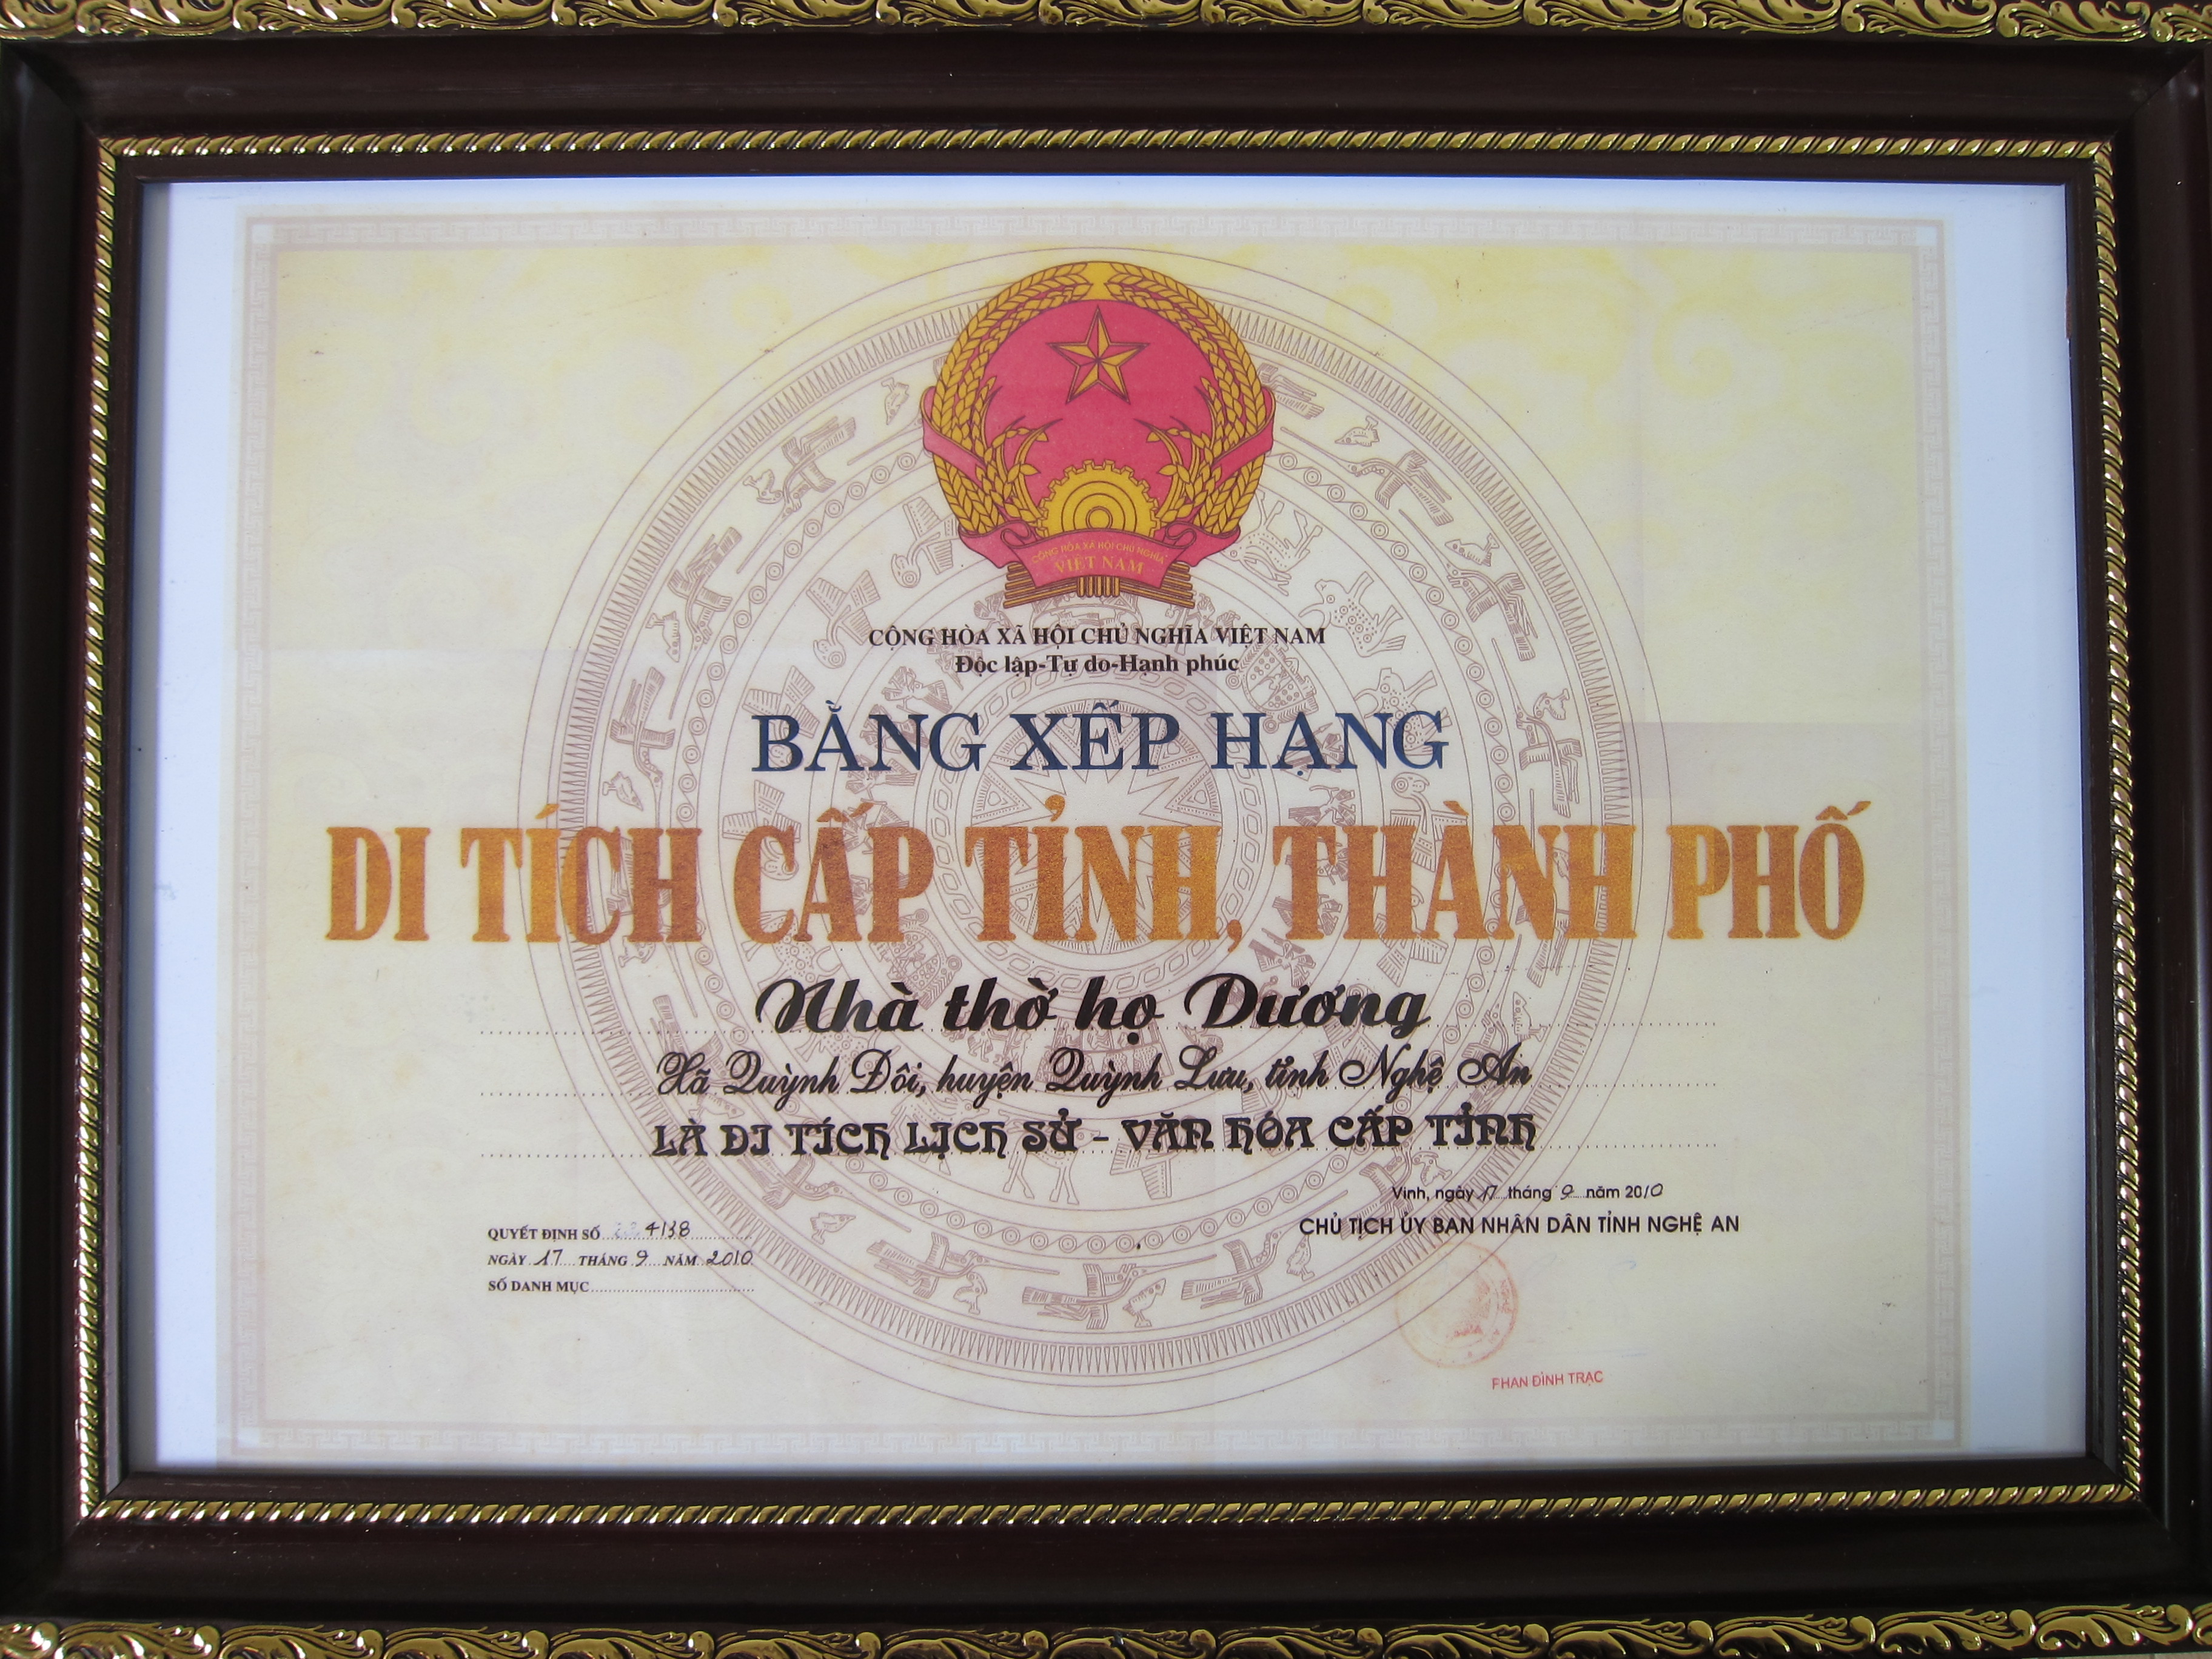 CỘNG HÒA XÃ HỘI CHỦ NGHĨA
VIỆT NAM
CỘNG HÒA XÃ HỘI CHỦ NGHĨA VIỆT NAM
Độc lập-Tự do-Hạnh phúc
BẰNG XẾP HẠNG
DI TÍCH CẤP TỈNH, THÀNH PHỐ
Nhà thờ họ Dương
Xã Quỳnh Đôi, huyện Quỳnh Lưu, tỉnh Nghệ An
LÀ DI TÍCH LỊCH SỬ - VĂN HÓA CẤP TỈNH
Vinh, ngày 17 tháng 9 năm 2010
CHỦ TỊCH ỦY BAN NHÂN DÂN TỈNH NGHỆ AN
QUYẾT ĐỊNH SỐ 4138
NGÀY 17 THÁNG 9 NĂM 2010
SỐ DANH MỤC
PHAN ĐÌNH TRẠC